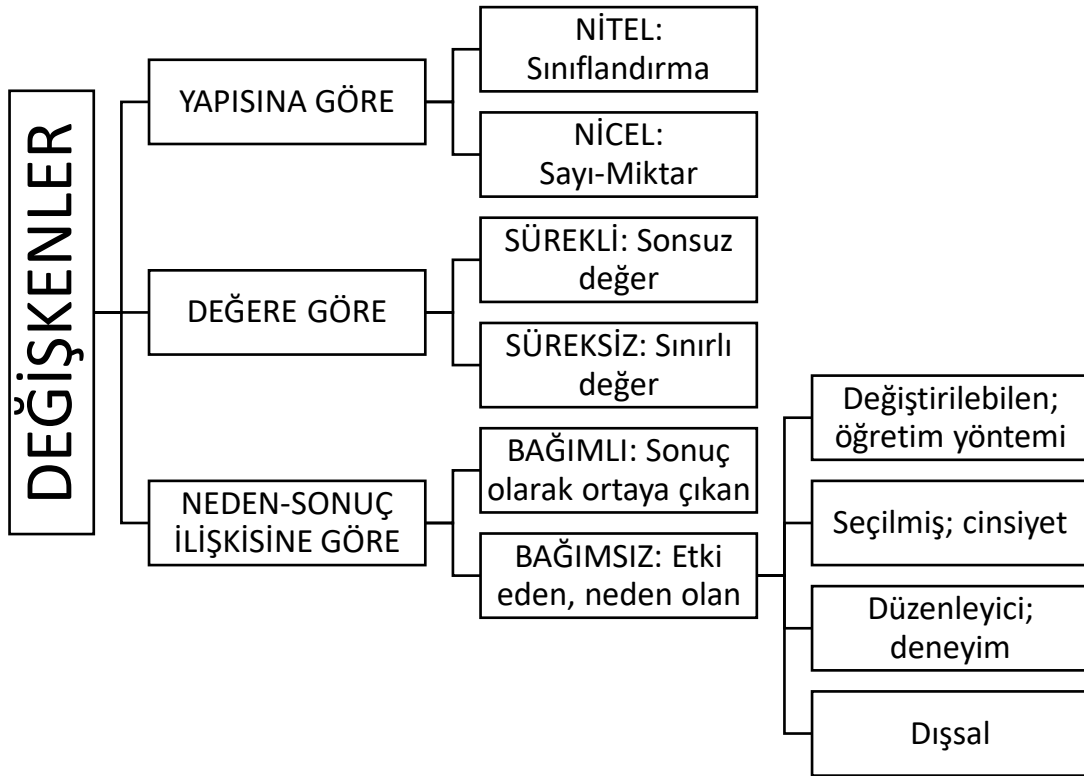 DEĞİŞKENLER
YAPISINA GÖRE
NİTEL:
Sınıflandırma
NİCEL:
Sayı-Miktar
DEĞERE GÖRE
SÜREKLİ: Sonsuz
değer
SÜREKSİZ: Sınırlı
değer
NEDEN-SONUÇ
İLİŞKİSİNE GÖRE
BAĞIMLI: Sonuç
olarak ortaya çıkan
BAĞIMSIZ: Etki
eden, neden olan
Değiştirilebilen;
öğretim yöntemi
Seçilmiş; cinsiyet
Düzenleyici;
deneyim
Dışsal